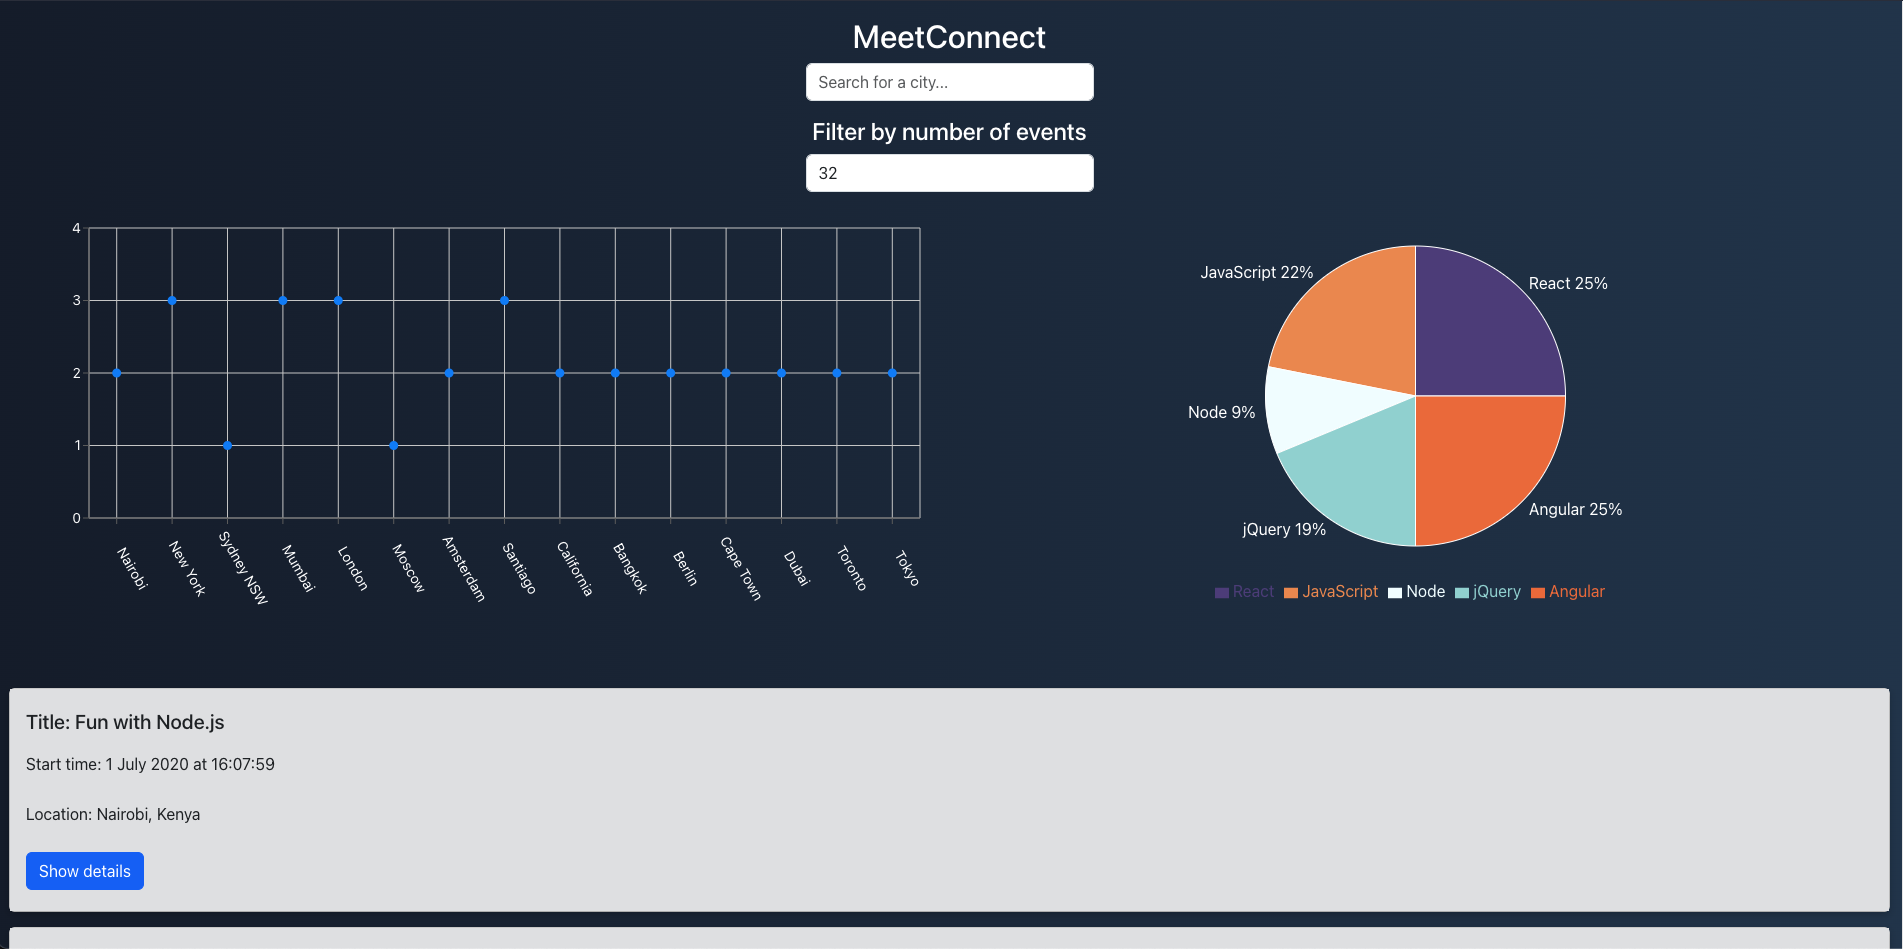 MeetConnect
Search for a city...
Filter by number of events
32
4
3
2
1
0
Nairobi
New York
Sydney NSW
Mumbai
London
Moscow
Amsterdam
Santiago
California
Bangkok
Berlin
Cape Town
Dubai
Toronto
Tokyo
JavaScript 22%
React 25%
Node 9%
jQuery 19%
Angular 25%
React JavaScript Node jQuery Angular
Title: Fun with Node.js
Start time: 1 July 2020 at 16:07:59
Location: Nairobi, Kenya
Show details